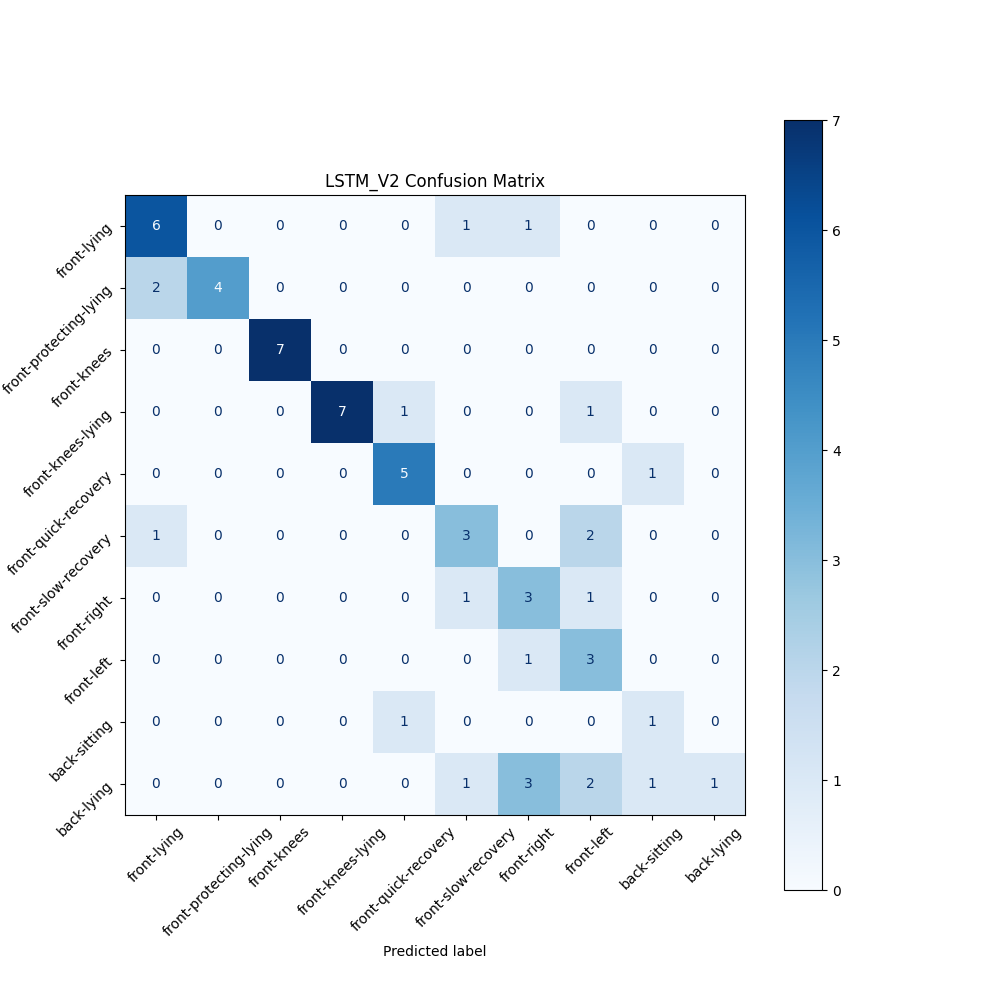 LSTM_V2 Confusion Matrix
front-lying 6 0 0 0 0 1 1 0 0 0
front-protecting-lying 2 4 0 0 0 0 0 0 0 0
front-knees 0 0 7 0 0 0 0 0 0 0
front-knees-lying 0 0 0 7 1 0 0 1 0 0
front-quick-recovery 0 0 0 0 5 0 0 0 1 0
front-slow-recovery 1 0 0 0 0 3 0 2 0 0
front-right 0 0 0 0 0 1 3 1 0 0
front-left 0 0 0 0 0 0 1 3 0 0
back-sitting 0 0 0 0 1 0 0 0 1 0
back-lying 0 0 0 0 0 1 3 2 1 1
front-lying
front-protecting-lying
front-knees
front-knees-lying
front-quick-recovery
front-slow-recovery
front-right
front-left
back-sitting
back-lying
Predicted label
7
6
5
4
3
2
1
0